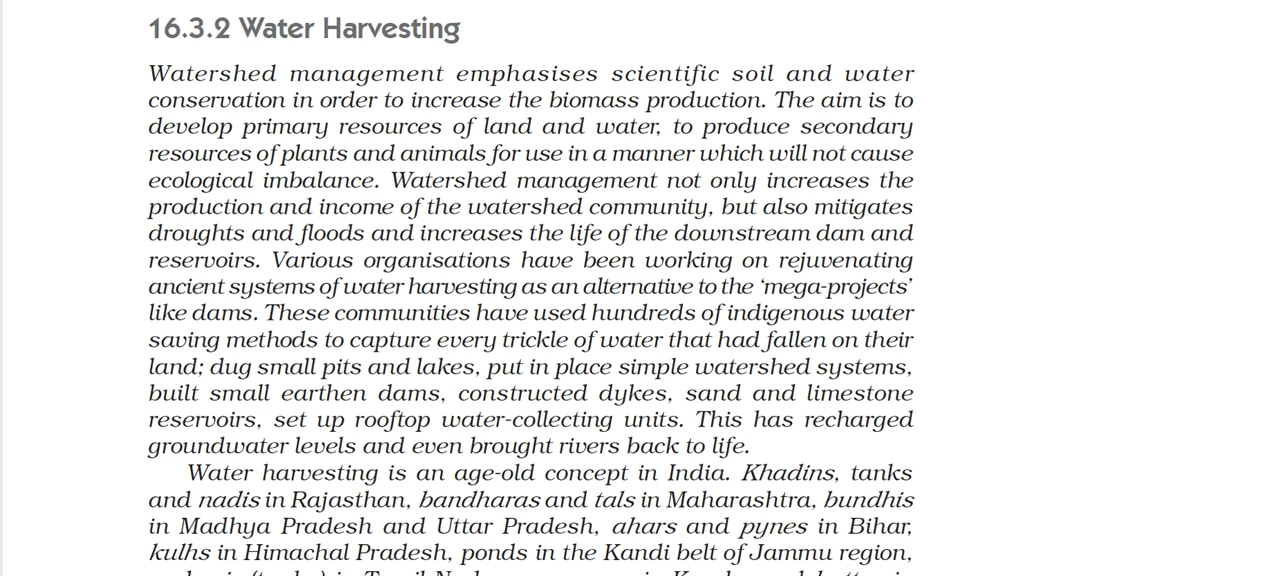 16.3.2 Water Harvesting
Watershed management emphasises scientific soil and water
conservation in order to increase the biomass production. The aim is to
develop primary resources of land and water, to produce secondary
resources of plants and animals for use in a manner which will not cause
ecological imbalance. Watershed management not only increases the
production and income of the watershed community, but also mitigates
droughts and floods and increases the life of the downstream dam and
reservoirs. Various organisations have been working on rejuvenating
ancient systems of water harvesting as an alternative to the ‘mega-projects’
like dams. These communities have used hundreds of indigenous water
saving methods to capture every trickle of water that had fallen on their
land; dug small pits and lakes, put in place simple watershed systems,
built small earthen dams, constructed dykes, sand and limestone
reservoirs, set up rooftop water-collecting units. This has recharged
groundwater levels and even brought rivers back to life.
Water harvesting is an age-old concept in India. Khadins, tanks
and nadis in Rajasthan, bandharas and tals in Maharashtra, bundhis
in Madhya Pradesh and Uttar Pradesh, ahars and pynes in Bihar,
kulhs in Himachal Pradesh, ponds in the Kandi belt of Jammu region,